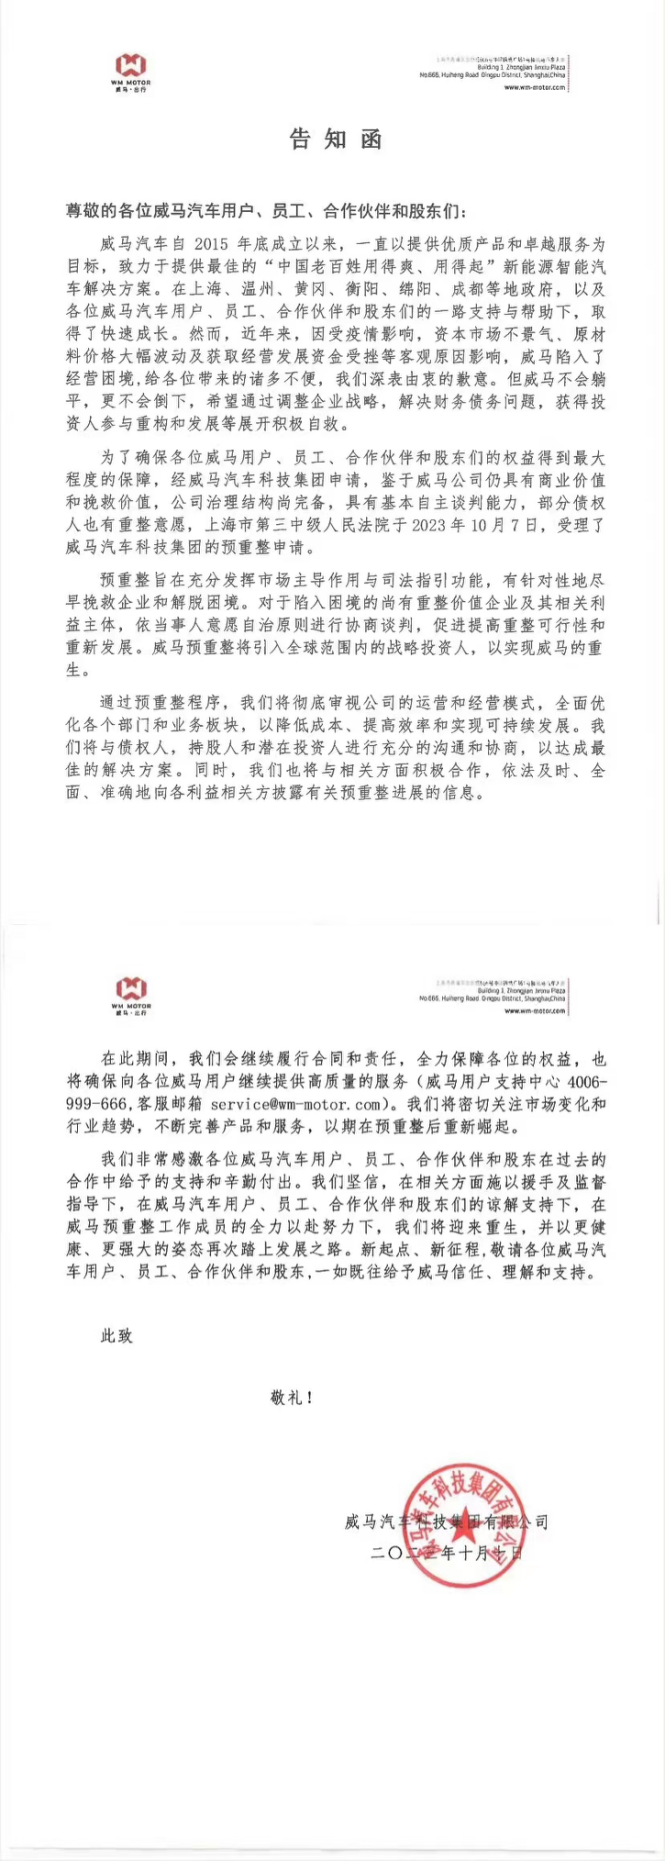 WM MOTOR
威马·出行
Building 1, Zhongjian Jinxiu Plaza
No.666, Huiheng Road Qingpu District, Shanghai,China
www.wm-motor.com
告知函
尊敬的各位威马汽车用户、员工、合作伙伴和股东们：
威马汽车自 2015 年底成立以来，一直以提供优质产品和卓越服务为
目标，致力于提供最佳的“中国老百姓用得爽、用得起”新能源智能汽
车解决方案。在上海、温州、黄冈、衡阳、绵阳、成都等地政府，以及
各位威马汽车用户、员工、合作伙伴和股东们的一路支持与帮助下，取
得了快速成长。然而，近年来，因受疫情影响，资本市场不景气、原材
料价格大幅波动及获取经营发展资金受挫等客观原因影响，威马陷入了
经营困境,给各位带来的诸多不便，我们深表由衷的歉意。但威马不会躺
平，更不会倒下，希望通过调整企业战略，解决财务债务问题，获得投
资人参与重构和发展等展开积极自救。
为了确保各位威马用户、员工、合作伙伴和股东们的权益得到最大
程度的保障，经威马汽车科技集团申请，鉴于威马公司仍具有商业价值
和挽救价值，公司治理结构尚完备，具有基本自主谈判能力，部分债权
人也有重整意愿，上海市第三中级人民法院于 2023 年 10 月 7 日，受理了
威马汽车科技集团的预重整申请。
预重整旨在充分发挥市场主导作用与司法指引功能，有针对性地尽
早挽救企业和解脱困境。对于陷入困境的尚有重整价值企业及其相关利
益主体，依当事人意愿自治原则进行协商谈判，促进提高重整可行性和
重新发展。威马预重整将引入全球范围内的战略投资人，以实现威马的重
生。
通过预重整程序，我们将彻底审视公司的运营和经营模式，全面优
化各个部门和业务板块，以降低成本、提高效率和实现可持续发展。我
们将与债权人，持股人和潜在投资人进行充分的沟通和协商，以达成最
佳的解决方案。同时，我们也将与相关方面积极合作，依法及时、全
面、准确地向各利益相关方披露有关预重整进展的信息。
WM MOTOR
威马·出行
Building 1, Zhongjian Jinxiu Plaza
No.666, Huiheng Road Qingpu District, Shanghai,China
www.wm-motor.com
在此期间，我们会继续履行合同和责任，全力保障各位的权益，也
将确保向各位威马用户继续提供高质量的服务（威马用户支持中心 4006-
999-666,客服邮箱 service@wm-motor.com）。我们将密切关注市场变化和
行业趋势，不断完善产品和服务，以期在预重整后重新崛起。
我们非常感激各位威马汽车用户、员工、合作伙伴和股东在过去的
合作中给予的支持和辛勤付出。我们坚信，在相关方面施以援手及监督
指导下，在威马汽车用户、员工、合作伙伴和股东们的谅解支持下，在
威马预重整工作成员的全力以赴努力下，我们将迎来重生，并以更健
康、更强大的姿态再次踏上发展之路。新起点、新征程,敬请各位威马汽
车用户、员工、合作伙伴和股东,一如既往给予威马信任、理解和支持。
此致
敬礼！
威马汽车科技集团有限公司
二〇二三年十月十日
威马汽车科技集团有限公司